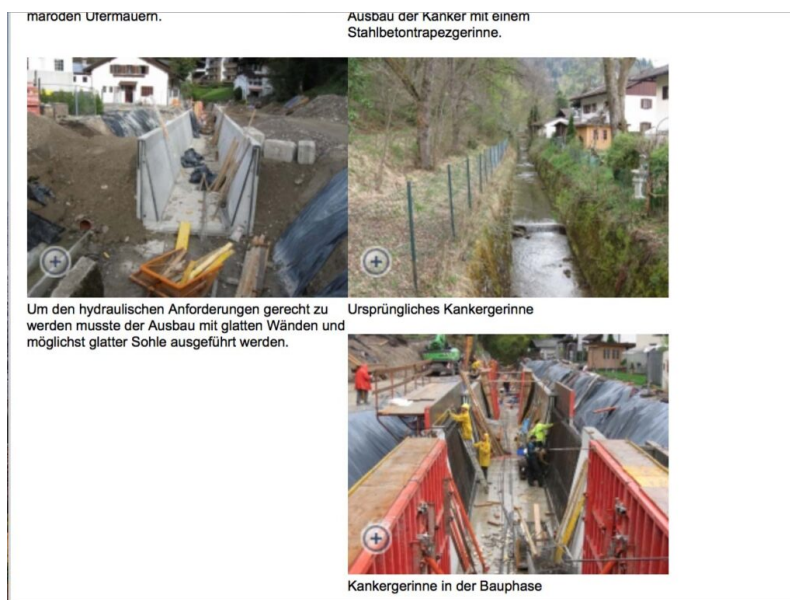 maroden Ufermauern.
Ausbau der Kanker mit einem
Stahlbetontrapezgerinne.
Um den hydraulischen Anforderungen gerecht zu
werden musste der Ausbau mit glatten Wänden und
möglichst glatter Sohle ausgeführt werden.
Ursprüngliches Kankergerinne
Kankergerinne in der Bauphase